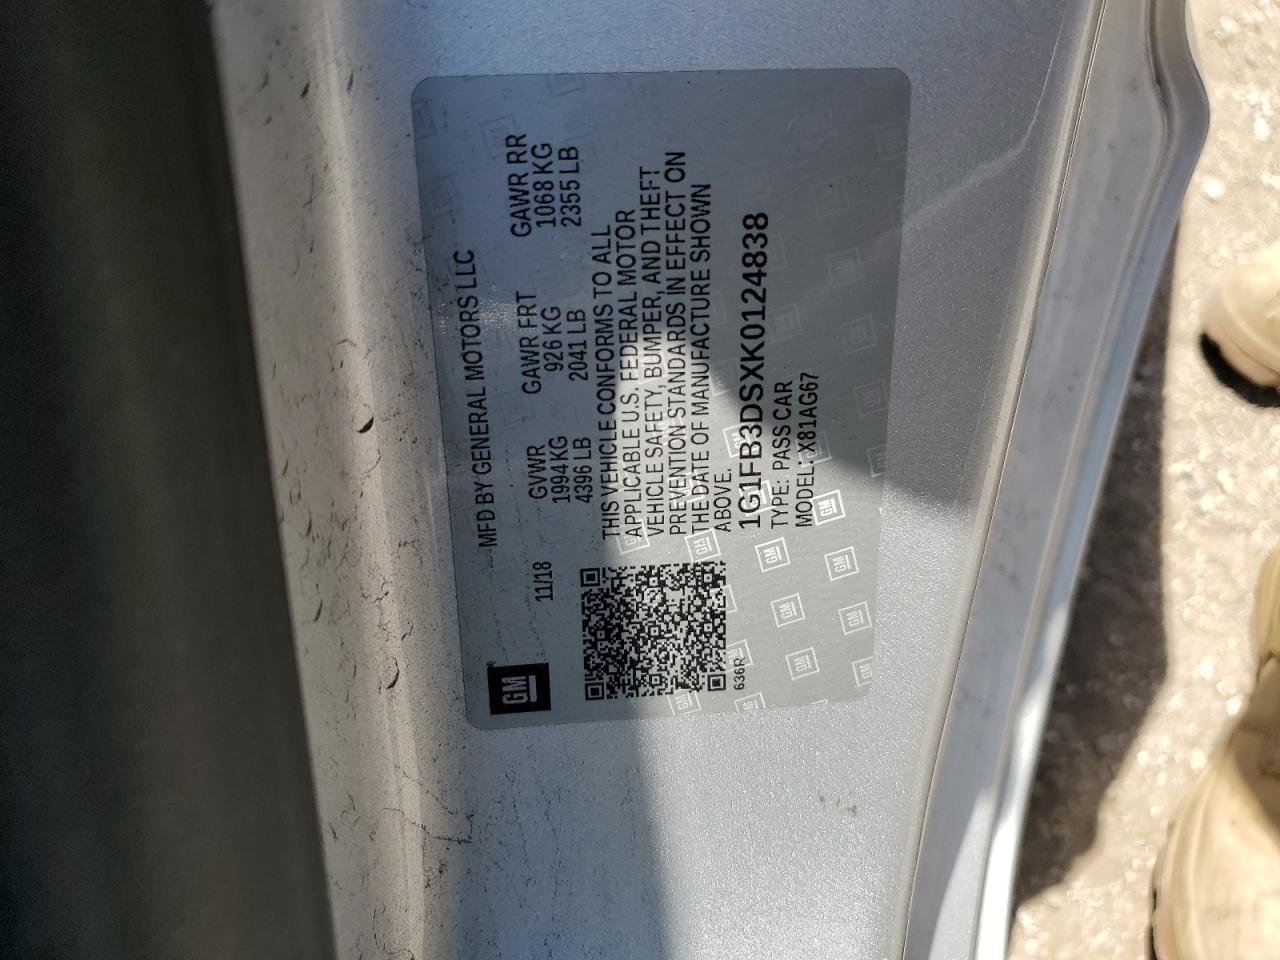 MFD BY GENERAL MOTORS LLC
GM
11/18
GVWR GAWR FRT GAWR RR
1994KG 926 KG 1068 KG
4396 LB 2041 LB 2355 LB
THIS VEHICLE CONFORMS TO ALL
APPLICABLE U.S. FEDERAL MOTOR
VEHICLE SAFETY, BUMPER, AND THEFT
PREVENTION STANDARDS IN EFFECT ON
THE DATE OF MANUFACTURE SHOWN
ABOVE.
1G1FB3DSXK0124838
TYPE: PASS CAR
MODEL: X81AG67
636R